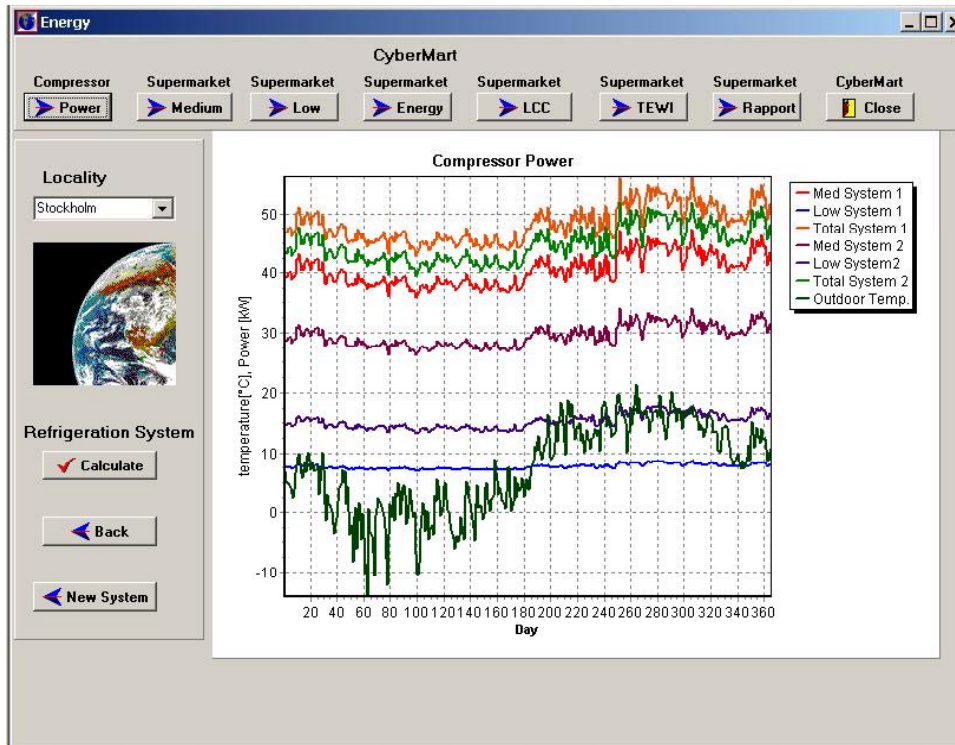 Energy
CyberMart
Compressor Supermarket Supermarket Supermarket Supermarket Supermarket Supermarket CyberMart
Power Medium Low Energy LCC TEWI Rapport Close
Locality
Stockholm
Refrigeration System
Calculate
Back
New System
Compressor Power
temperature[°C], Power [kW]
50
40
30
20
10
0
-10
20 40 60 80 100 120 140 160 180 200 220 240 260 280 300 320 340 360
Day
Med System 1
Low System 1
Total System 1
Med System 2
Low System2
Total System 2
Outdoor Temp.